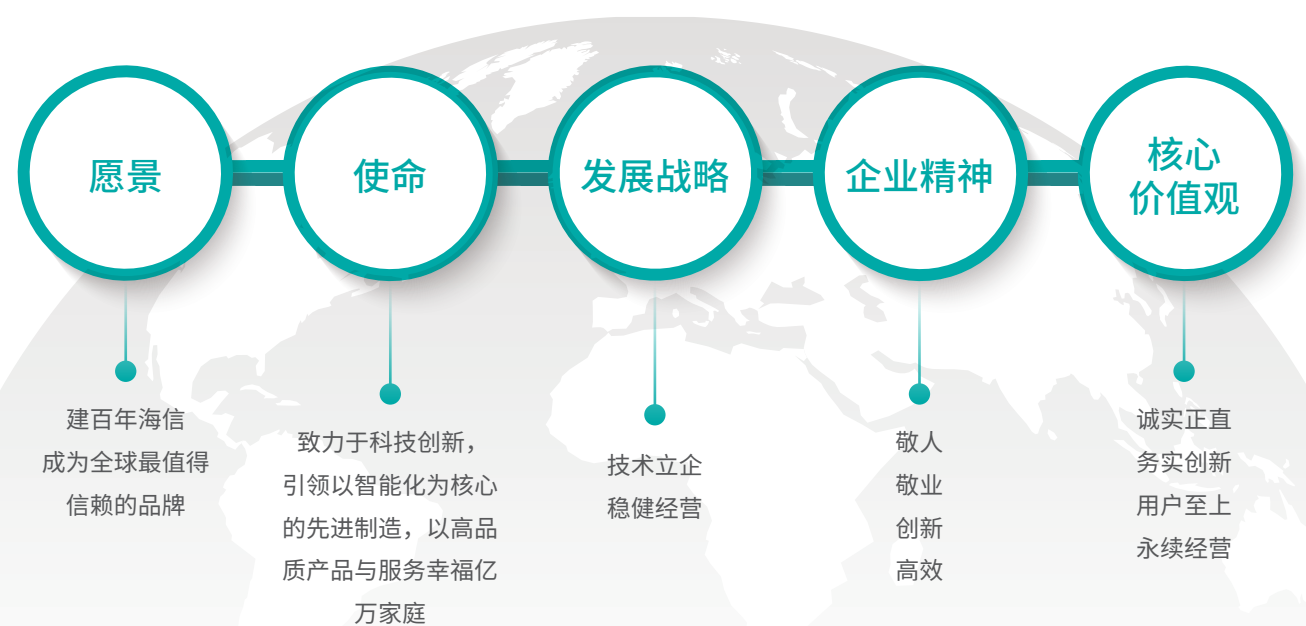 愿景
建百年海信
成为全球最值得
信赖的品牌
使命
致力于科技创新，
引领以智能化为核心
的先进制造，以高品
质产品与服务幸福亿
万家庭
发展战略
技术立企
稳健经营
企业精神
敬人
敬业
创新
高效
核心
价值观
诚实正直
务实创新
用户至上
永续经营